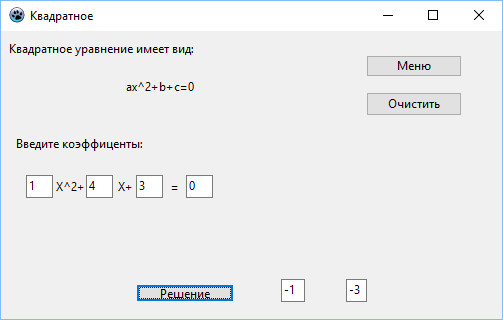 Квадратное
Квадратное уравнение имеет вид:
Меню
ax^2+b+c=0
Очистить
Введите коэффиценты:
1 X^2+ 4 X+ 3 = 0
Решение -1 -3